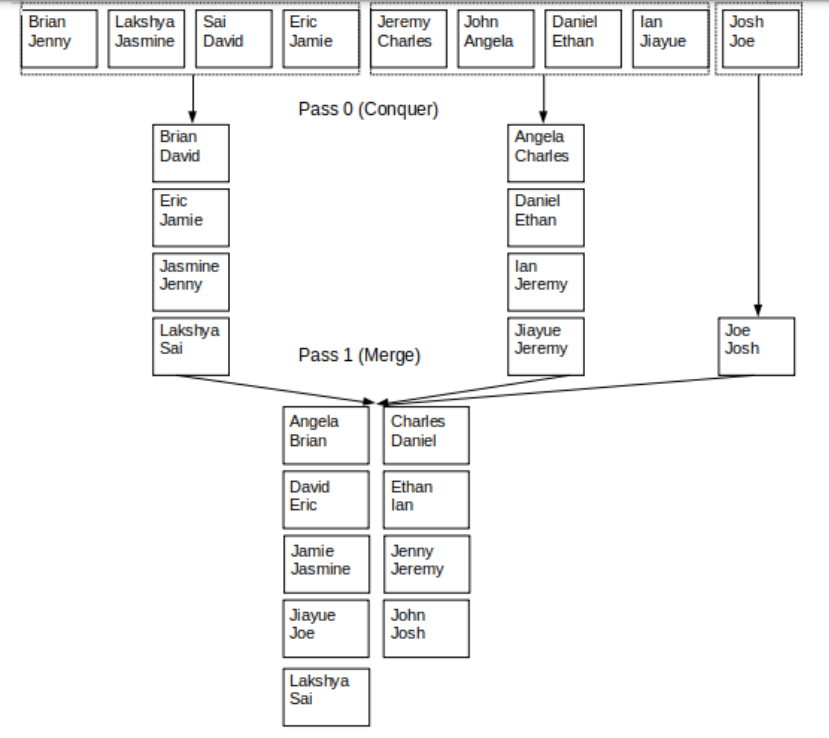 Brian
Jenny
Lakshya
Jasmine
Sai
David
Eric
Jamie
Jeremy
Charles
John
Angela
Daniel
Ethan
Ian
Jiayue
Josh
Joe
Pass 0 (Conquer)
Brian
David
Eric
Jamie
Jasmine
Jenny
Lakshya
Sai
Angela
Charles
Daniel
Ethan
Ian
Jeremy
Jiayue
Jeremy
Joe
Josh
Pass 1 (Merge)
Angela
Brian
Charles
Daniel
David
Eric
Ethan
Ian
Jamie
Jasmine
Jenny
Jeremy
Jiayue
Joe
John
Josh
Lakshya
Sai